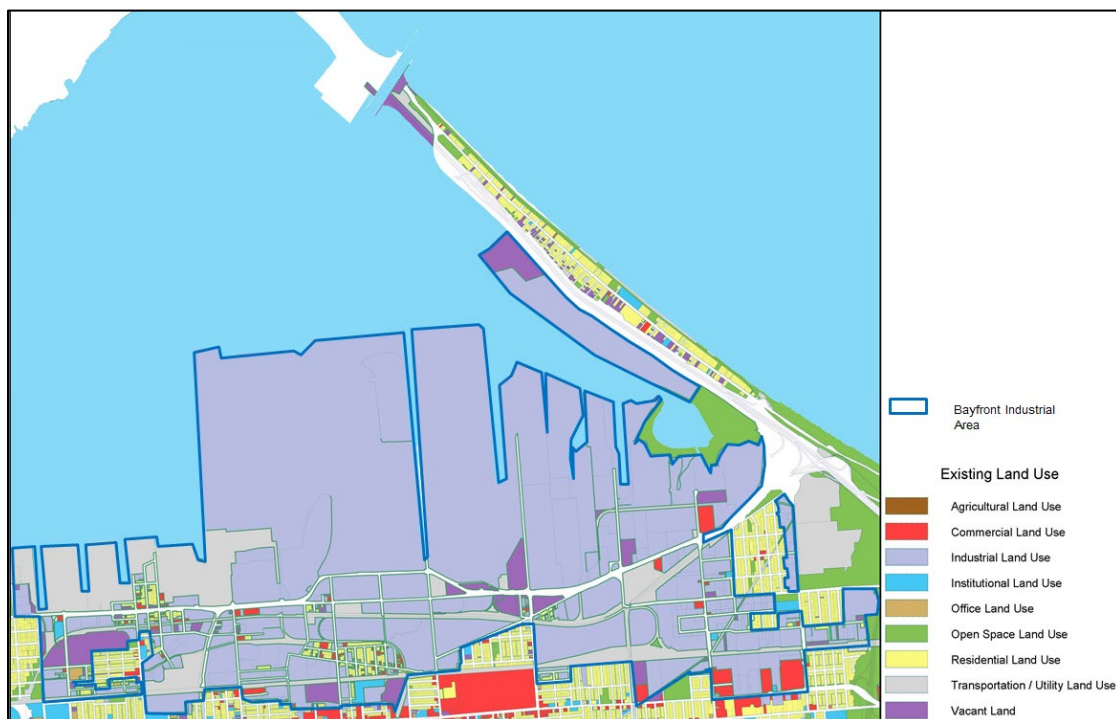 Bayfront Industrial
Area
Existing Land Use
Agricultural Land Use
Commercial Land Use
Industrial Land Use
Institutional Land Use
Office Land Use
Open Space Land Use
Residential Land Use
Transportation / Utility Land Use
Vacant Land